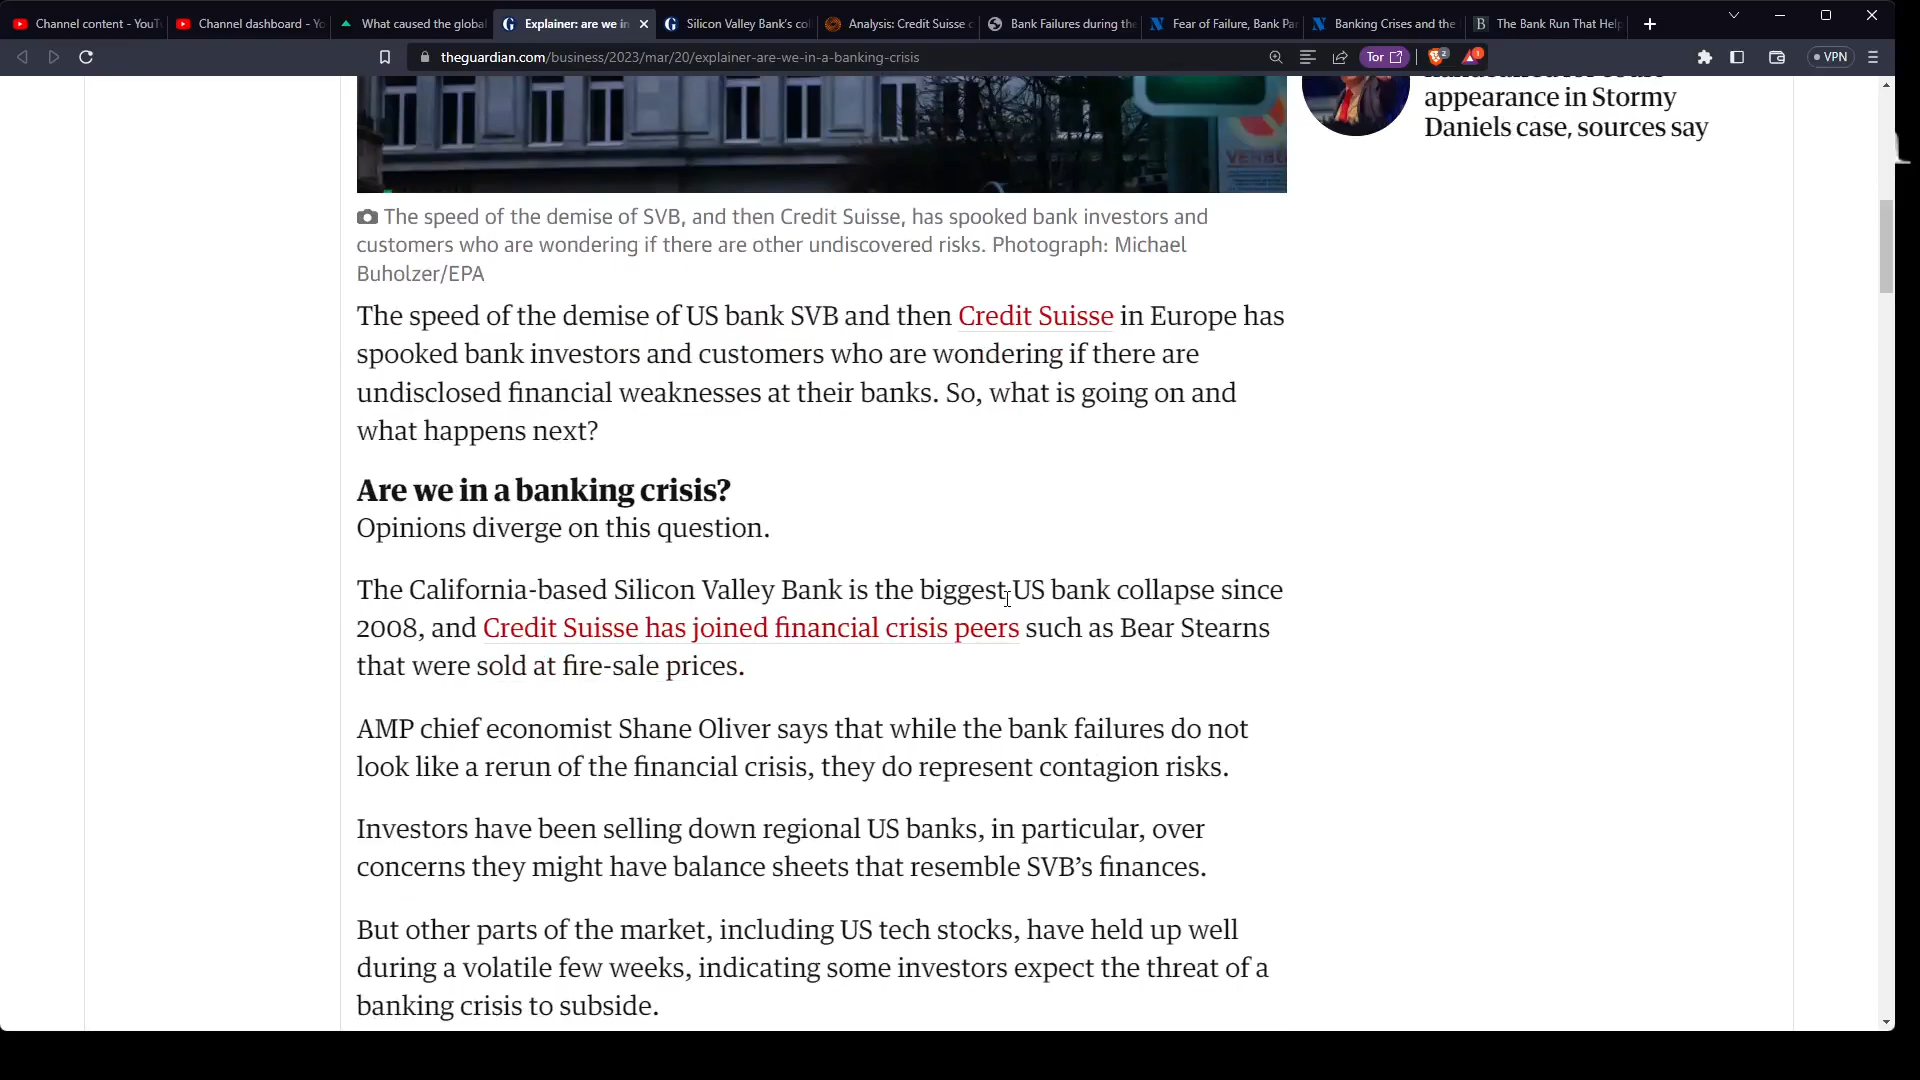 Channel content - YouT
Channel dashboard - Yo
What caused the global
Explainer: are we in
Silicon Valley Bank's co
Analysis: Credit Suisse c
Bank Failures during the
Fear of Failure, Bank Pa
Banking Crises and the
The Bank Run That Help
theguardian.com/business/2023/mar/20/explainer-are-we-in-a-banking-crisis
Tor
2
1
VPN
appearance in Stormy
Daniels case, sources say
The speed of the demise of SVB, and then Credit Suisse, has spooked bank investors and
customers who are wondering if there are other undiscovered risks. Photograph: Michael
Buholzer/EPA
The speed of the demise of US bank SVB and then Credit Suisse in Europe has
spooked bank investors and customers who are wondering if there are
undisclosed financial weaknesses at their banks. So, what is going on and
what happens next?
Are we in a banking crisis?
Opinions diverge on this question.
The California-based Silicon Valley Bank is the biggest US bank collapse since
2008, and Credit Suisse has joined financial crisis peers such as Bear Stearns
that were sold at fire-sale prices.
AMP chief economist Shane Oliver says that while the bank failures do not
look like a rerun of the financial crisis, they do represent contagion risks.
Investors have been selling down regional US banks, in particular, over
concerns they might have balance sheets that resemble SVB's finances.
But other parts of the market, including US tech stocks, have held up well
during a volatile few weeks, indicating some investors expect the threat of a
banking crisis to subside.